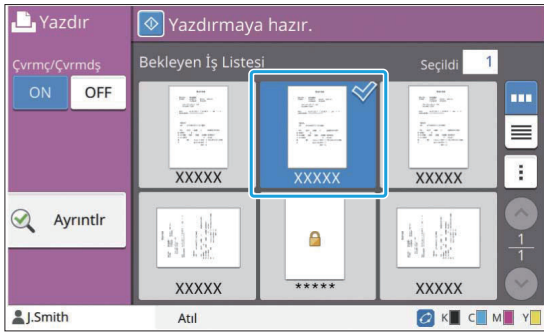 Yazdır
Yazdırmaya hazır.
Çvrmç/Çvrmdş
ON OFF
Bekleyen İş Listesi
Seçildi 1
XXXXX XXXXX XXXXX
Ayrıntlr
XXXXX ***** XXXXX
1
1
J.Smith
Atıl
K C M Y